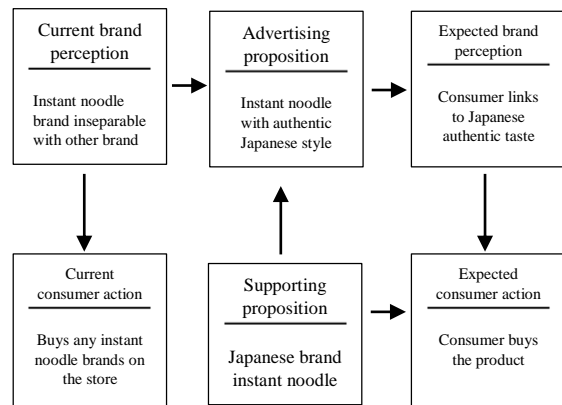 Current brand
perception
Instant noodle
brand inseparable
with other brand
Advertising
proposition
Instant noodle
with authentic
Japanese style
Expected brand
perception
Consumer links
to Japanese
authentic taste
Current
consumer action
Buys any instant
noodle brands on
the store
Supporting
proposition
Japanese brand
instant noodle
Expected
consumer action
Consumer buys
the product